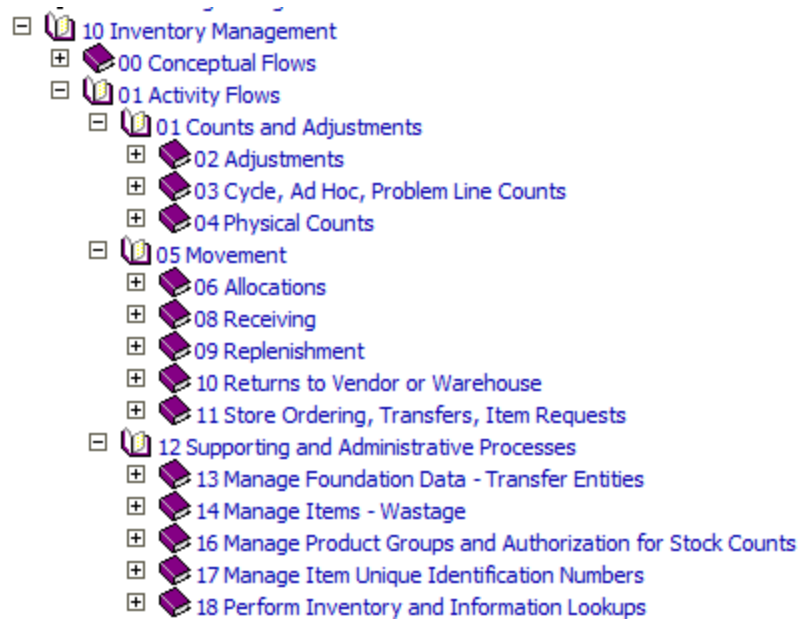 10 Inventory Management
00 Conceptual Flows
01 Activity Flows
01 Counts and Adjustments
02 Adjustments
03 Cycle, Ad Hoc, Problem Line Counts
04 Physical Counts
05 Movement
06 Allocations
08 Receiving
09 Replenishment
10 Returns to Vendor or Warehouse
11 Store Ordering, Transfers, Item Requests
12 Supporting and Administrative Processes
13 Manage Foundation Data - Transfer Entities
14 Manage Items - Wastage
16 Manage Product Groups and Authorization for Stock Counts
17 Manage Item Unique Identification Numbers
18 Perform Inventory and Information Lookups